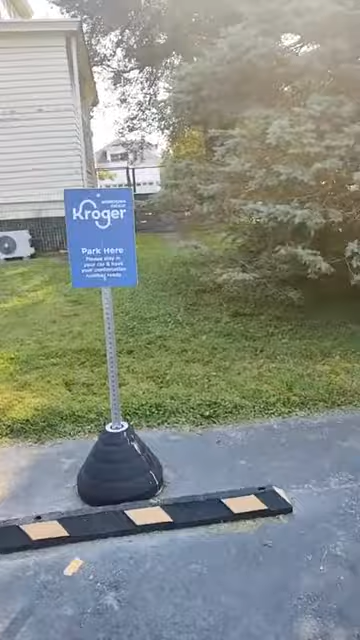 Kroger
Park Here
Please stay in
your car & have
your confirmation
number ready.